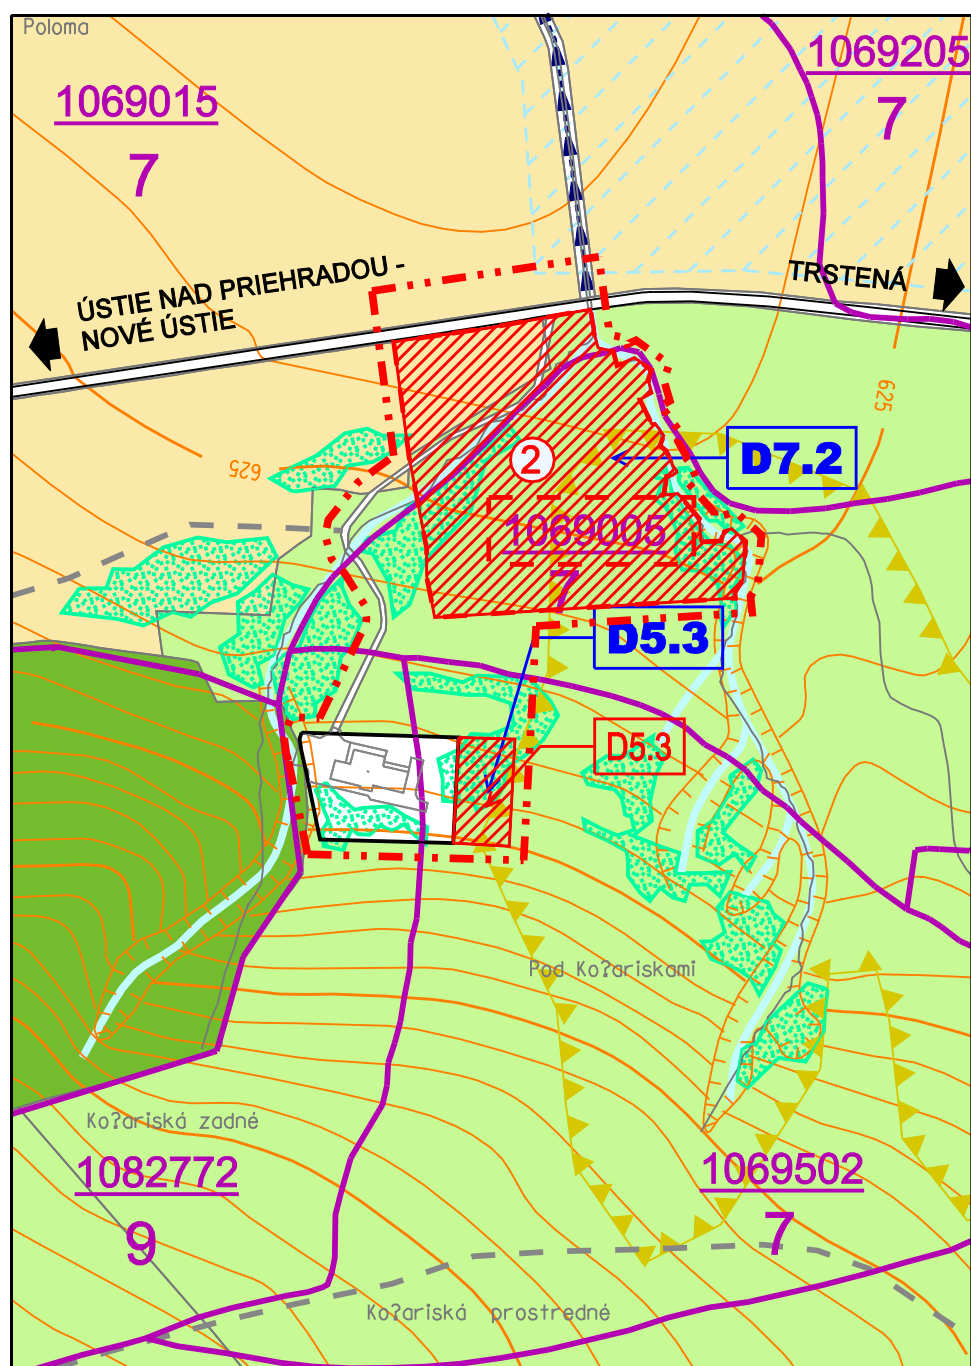 Poloma
1069205
7
1069015
7
ÚSTIE NAD PRIEHRADOU -
NOVÉ ÚSTIE
TRSTENÁ
625
625
2
D7.2
1069005
7
D5.3
D5.3
Pod Ko?ariskami
Ko?ariská zadné
1082772
9
1069502
7
Ko?ariská prostredné